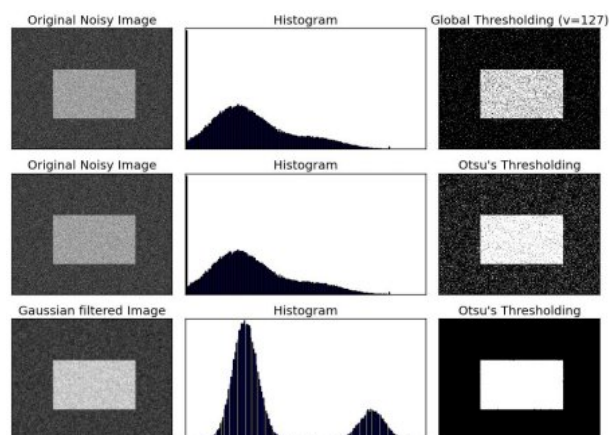 Original Noisy Image
Histogram
Global Thresholding (v=127)
Original Noisy Image
Histogram
Otsu's Thresholding
Gaussian filtered Image
Histogram
Otsu's Thresholding